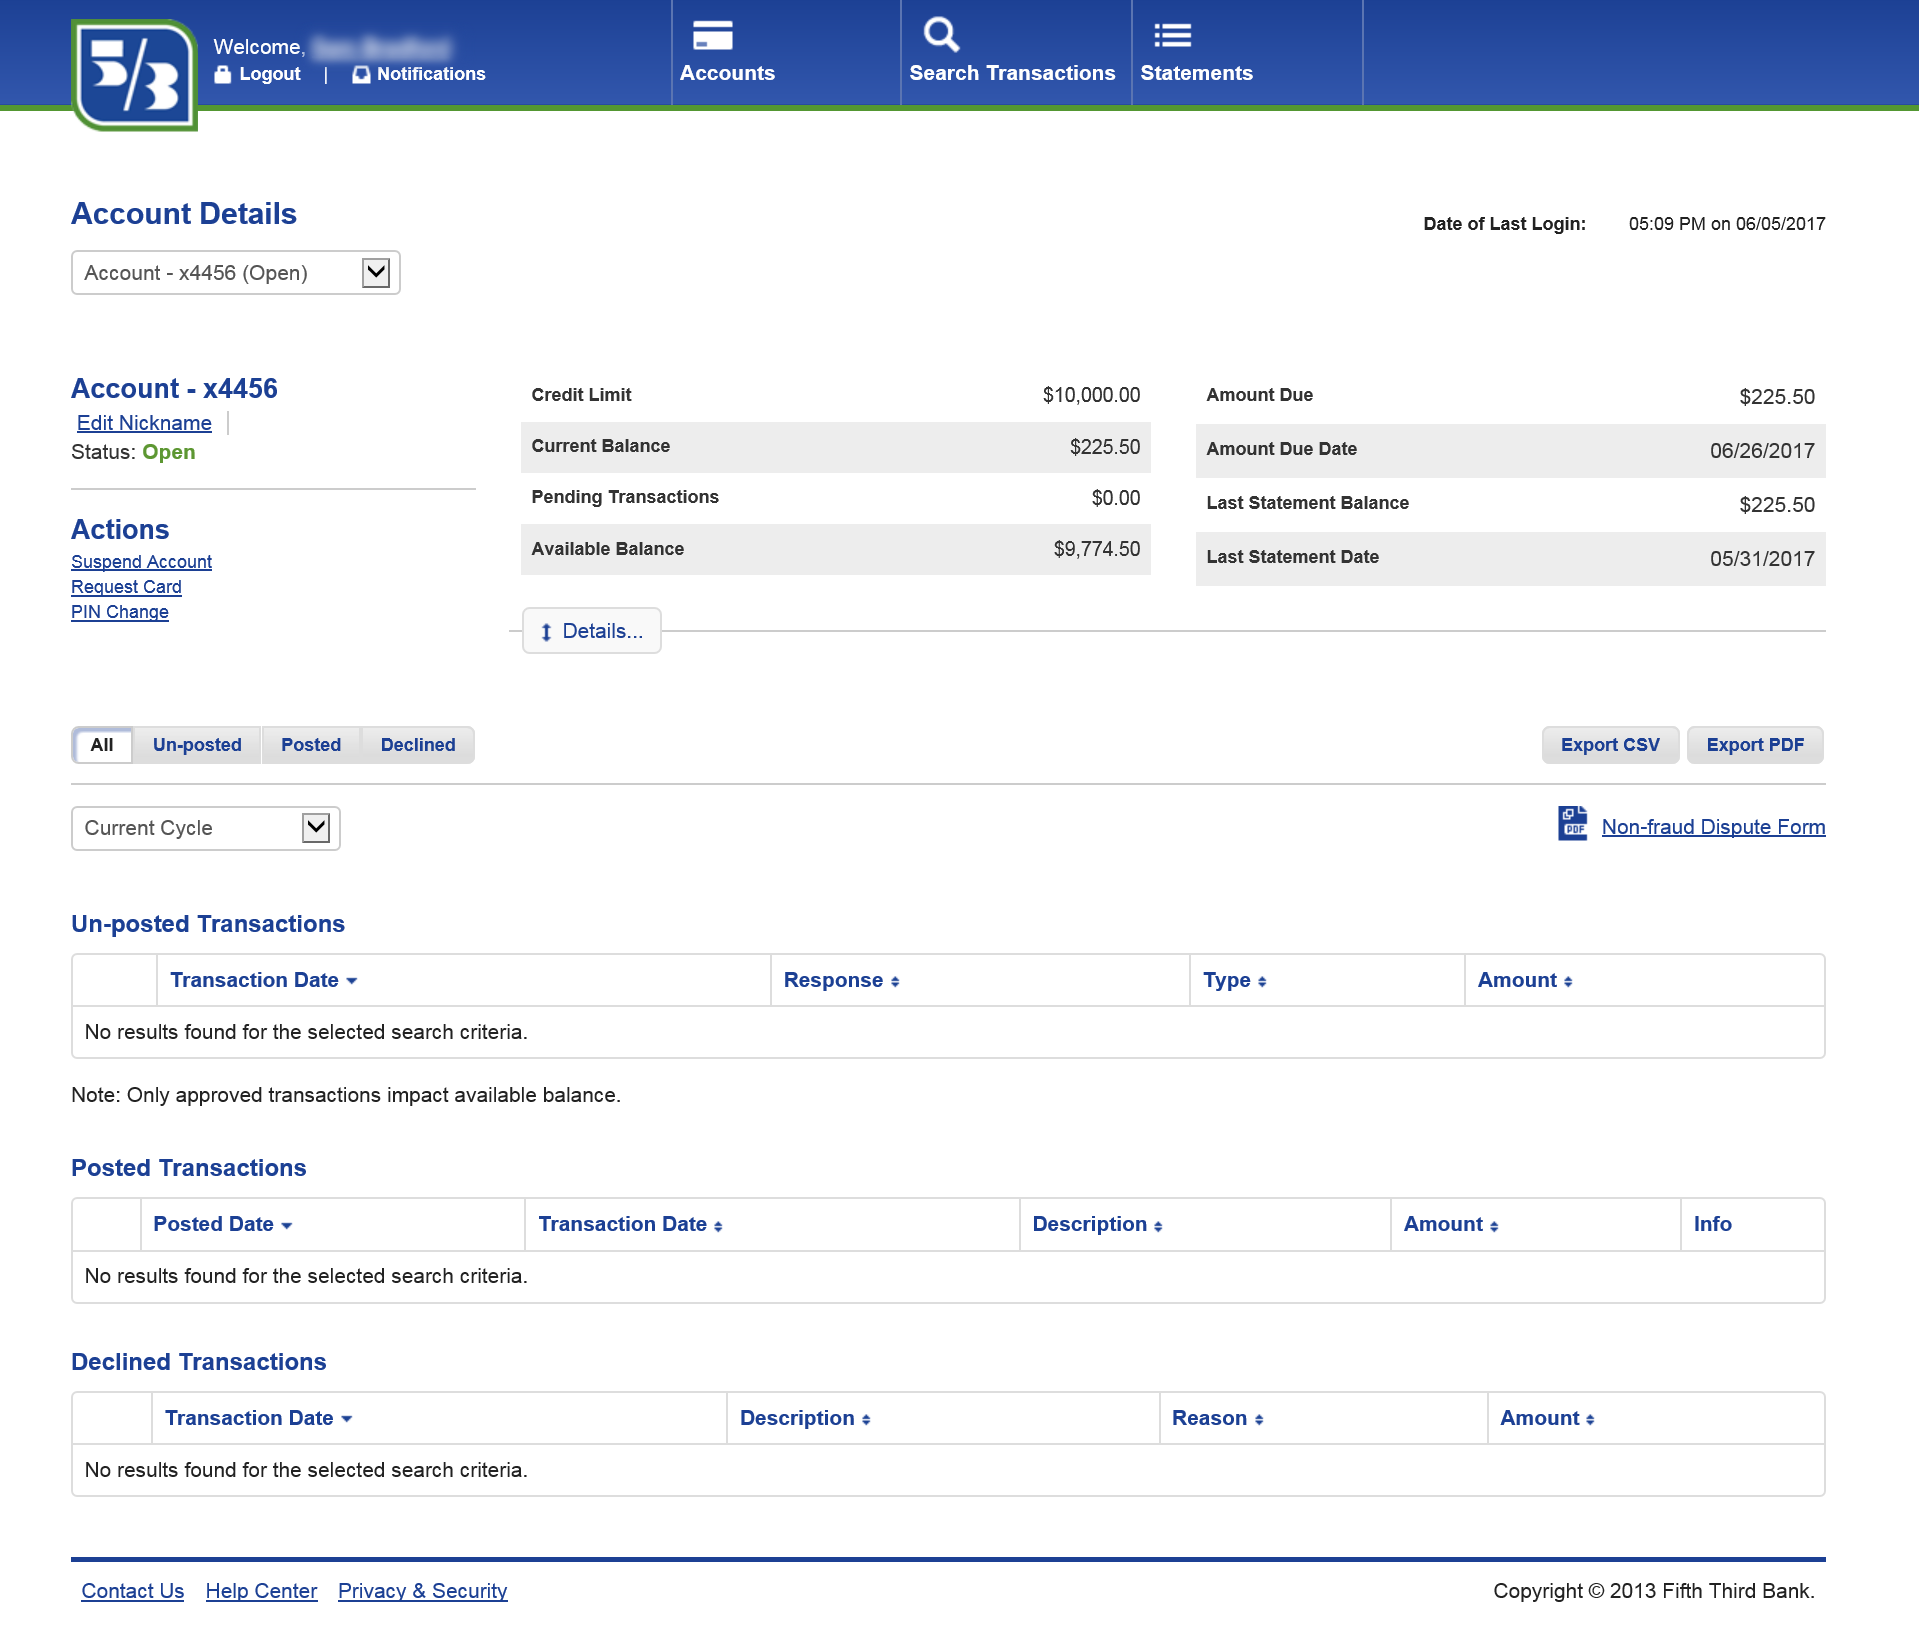 5/3
Welcome,
Logout | Notifications
Accounts
Search Transactions
Statements
Account Details
Date of Last Login: 05:09 PM on 06/05/2017
Account - x4456 (Open)
Account - x4456
Edit Nickname
Status: Open
Actions
Suspend Account
Request Card
PIN Change
Credit Limit $10,000.00
Current Balance $225.50
Pending Transactions $0.00
Available Balance $9,774.50
Amount Due $225.50
Amount Due Date 06/26/2017
Last Statement Balance $225.50
Last Statement Date 05/31/2017
Details...
All Un-posted Posted Declined
Export CSV Export PDF
Current Cycle
PDF Non-fraud Dispute Form
Un-posted Transactions
Transaction Date Response Type Amount
No results found for the selected search criteria.
Note: Only approved transactions impact available balance.
Posted Transactions
Posted Date Transaction Date Description Amount Info
No results found for the selected search criteria.
Declined Transactions
Transaction Date Description Reason Amount
No results found for the selected search criteria.
Contact Us Help Center Privacy & Security
Copyright © 2013 Fifth Third Bank.